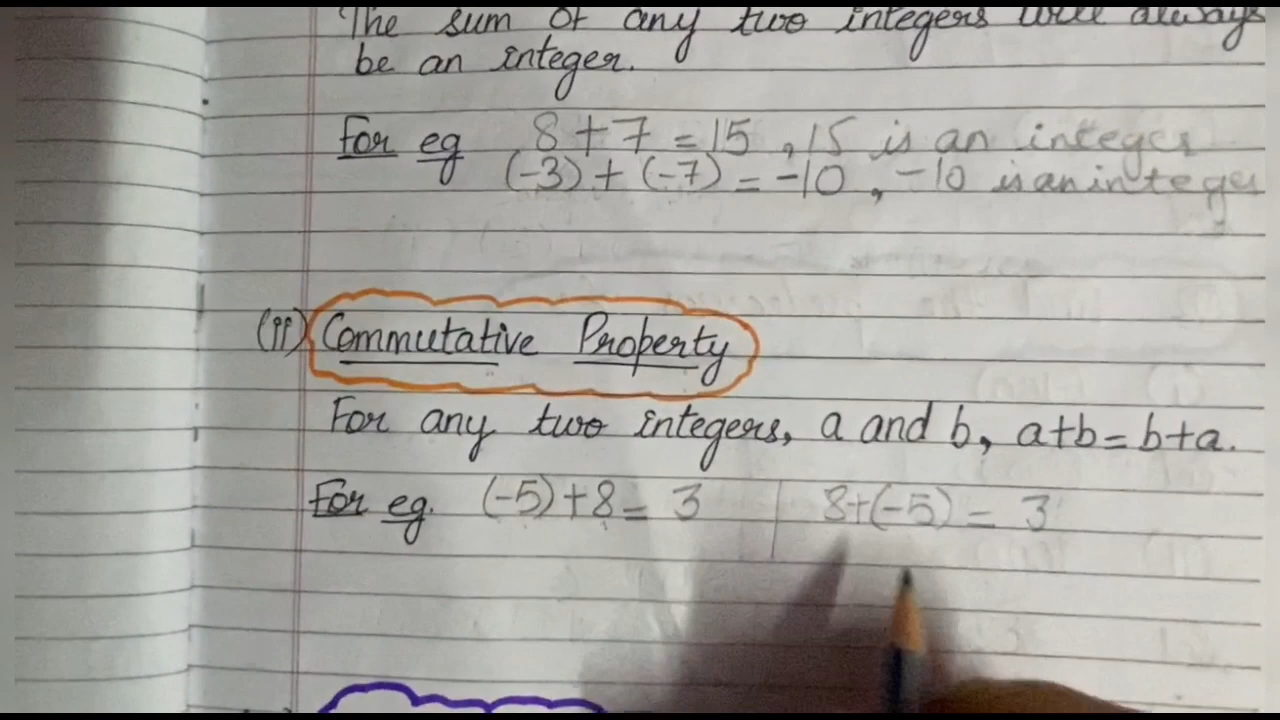 The sum of any two integers will always
be an integer.
For eg 8+7=15, 15 is an integer
(-3)+(-7)=-10, -10 is an integer
(ii) Commutative Property
For any two integers, a and b, a+b=b+a.
For eg. (-5)+8= 3 | 8+(-5) = 3